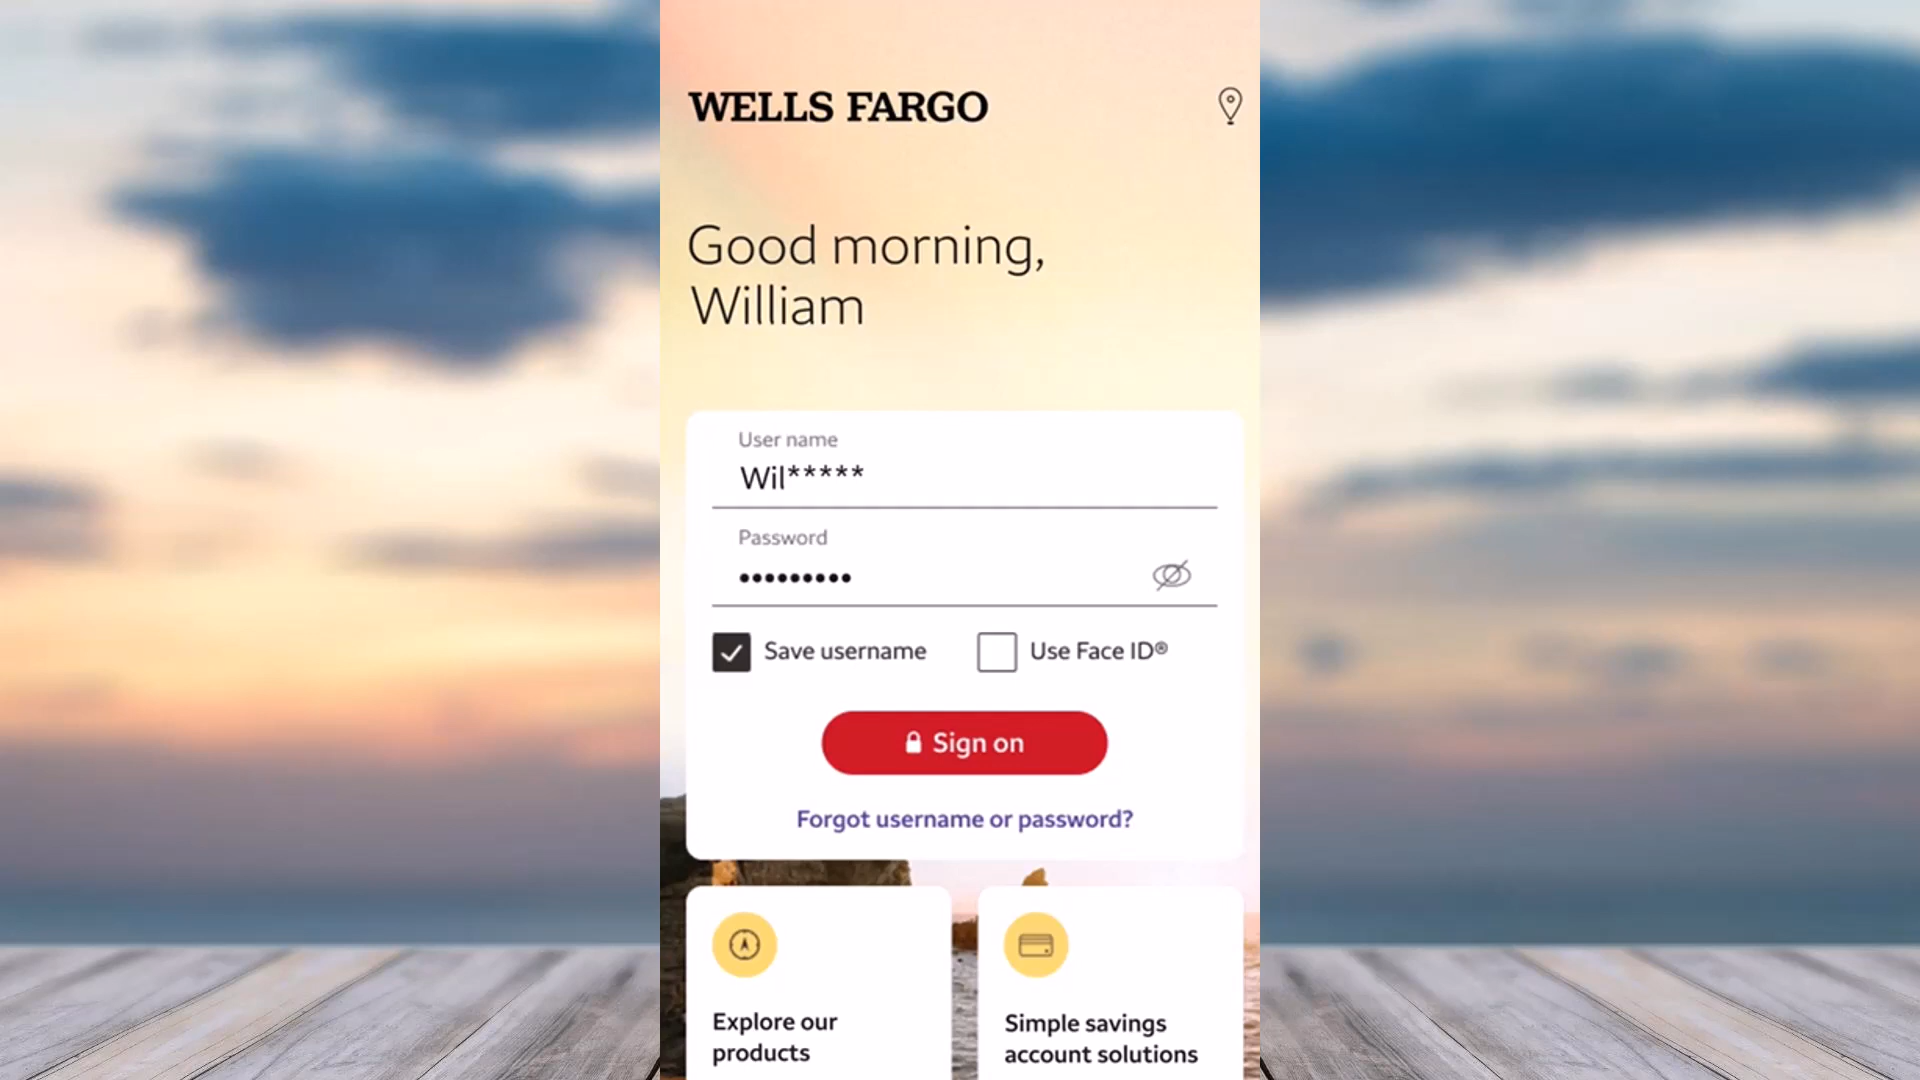 WELLS FARGO
Good morning,
William
User name
Wil*****
Password
•••••••••
Save username
Use Face ID®
Sign on
Forgot username or password?
Explore our
products
Simple savings
account solutions